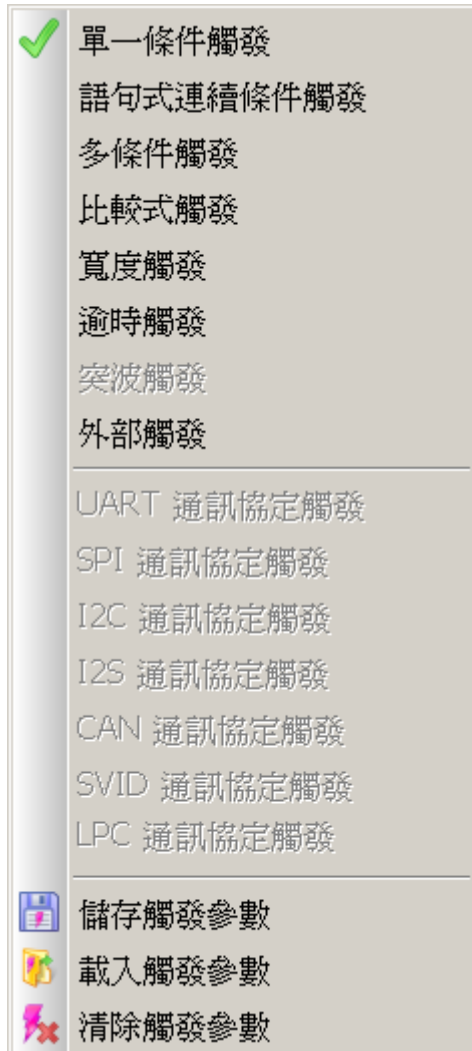 單一條件觸發
語句式連續條件觸發
多條件觸發
比較式觸發
寬度觸發
逾時觸發
突波觸發
外部觸發
UART 通訊協定觸發
SPI 通訊協定觸發
I2C 通訊協定觸發
I2S 通訊協定觸發
CAN 通訊協定觸發
SVID 通訊協定觸發
LPC 通訊協定觸發
儲存觸發參數
載入觸發參數
清除觸發參數